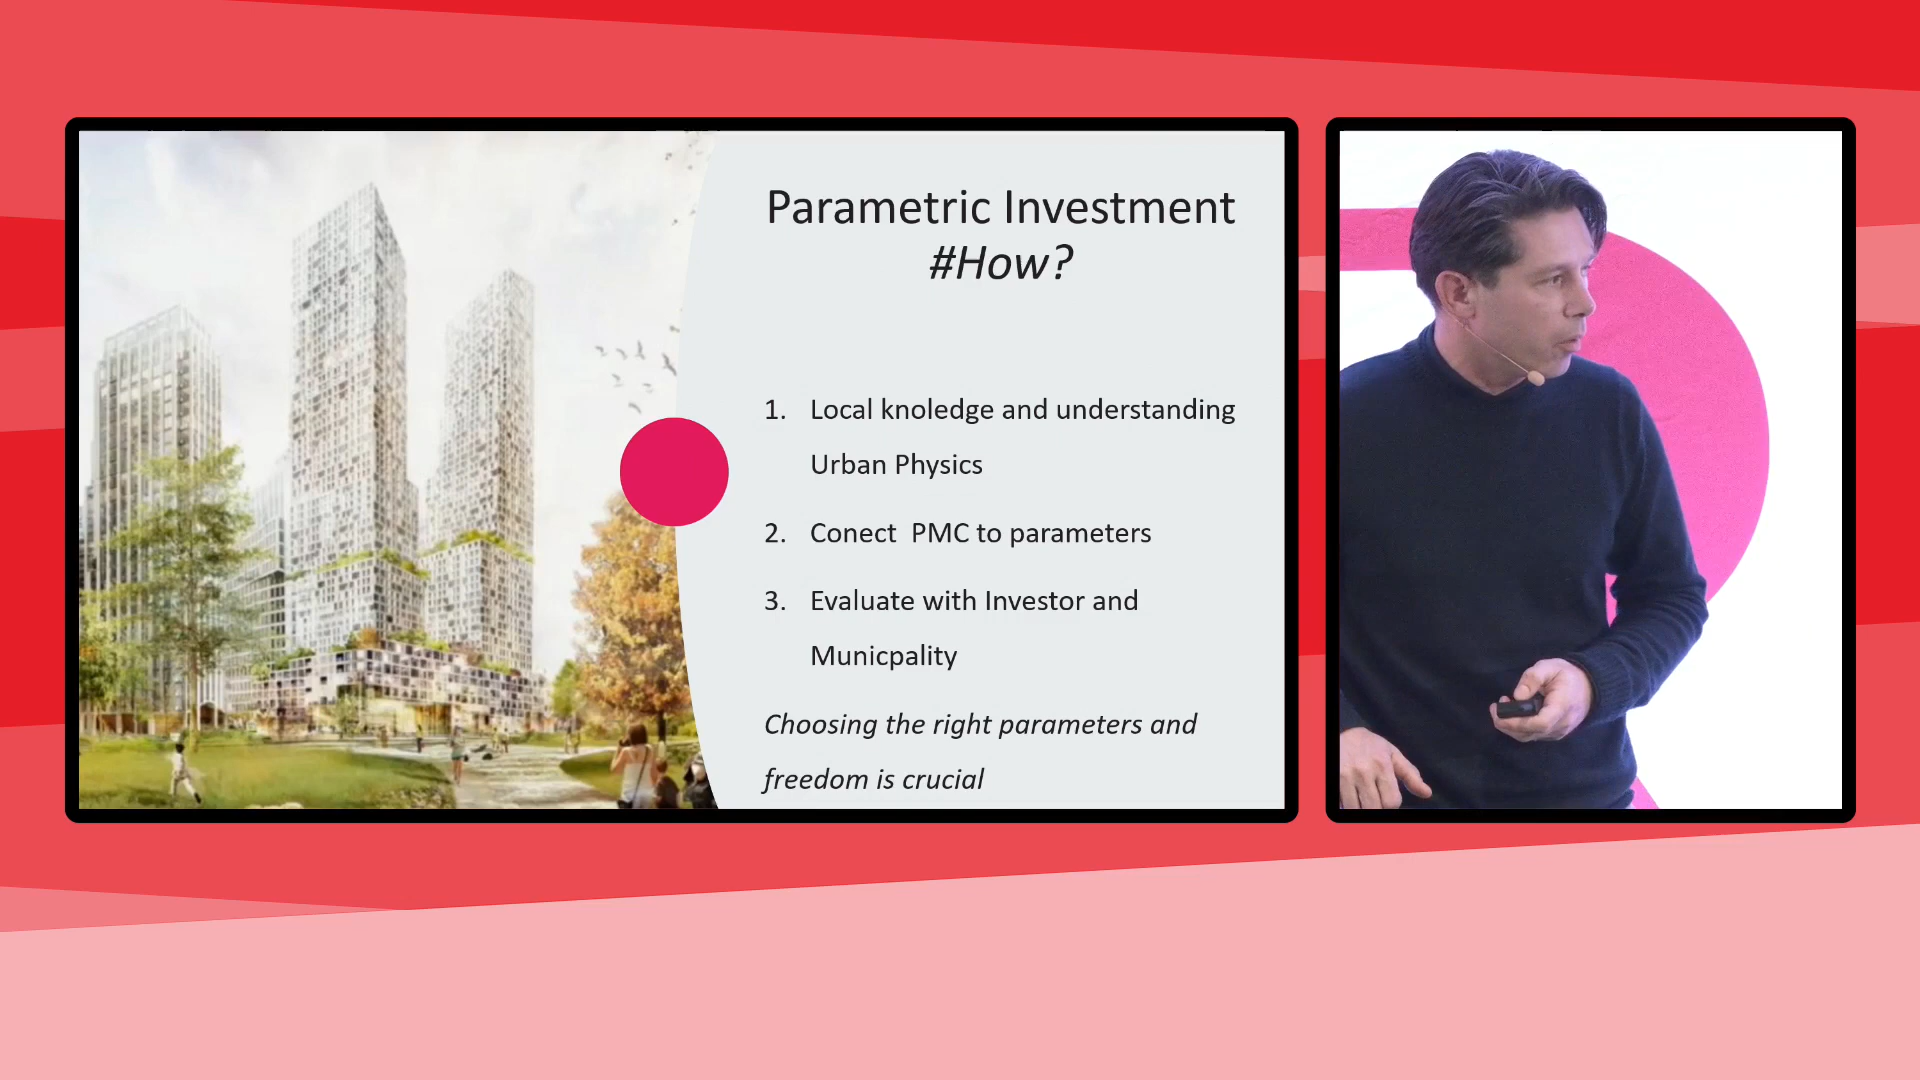 Parametric Investment
#How?
1. Local knoledge and understanding
Urban Physics
2. Conect  PMC to parameters
3. Evaluate with Investor and
Municpality
Choosing the right parameters and
freedom is crucial